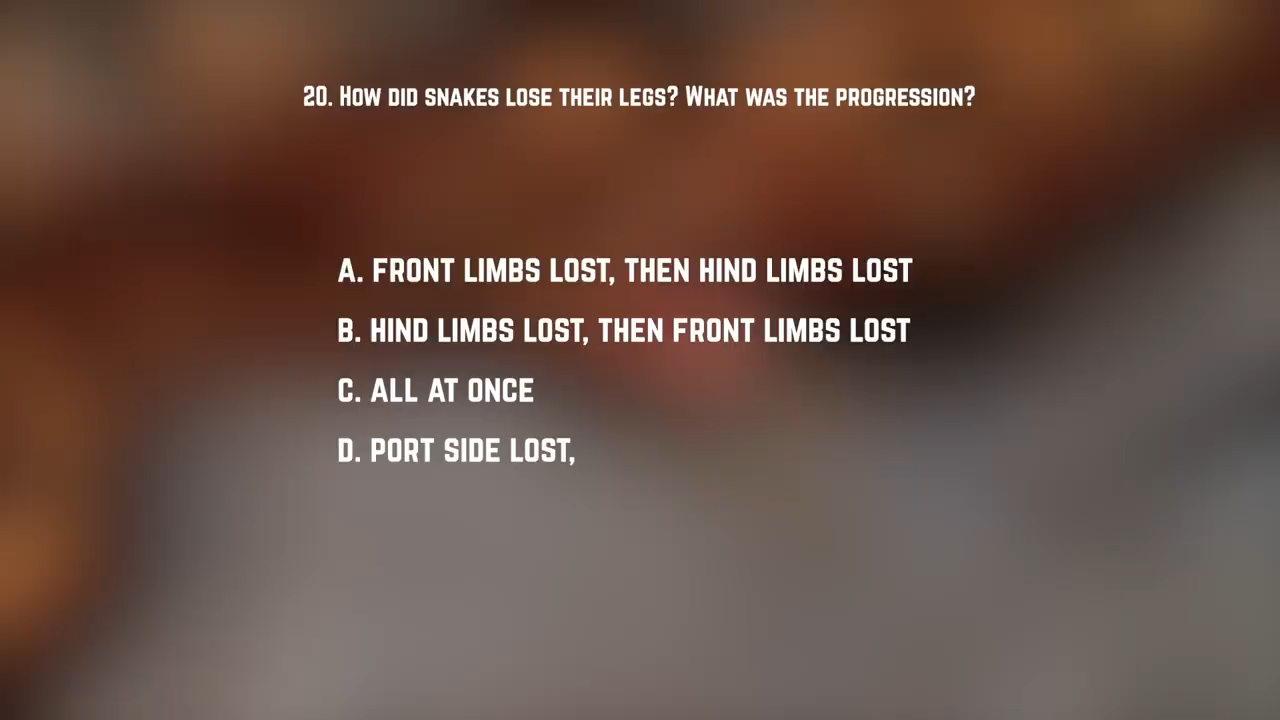 20. How did snakes lose their legs? What was the progression?
A. FRONT LIMBS LOST, THEN HIND LIMBS LOST
B. HIND LIMBS LOST, THEN FRONT LIMBS LOST
C. ALL AT ONCE
D. PORT SIDE LOST,